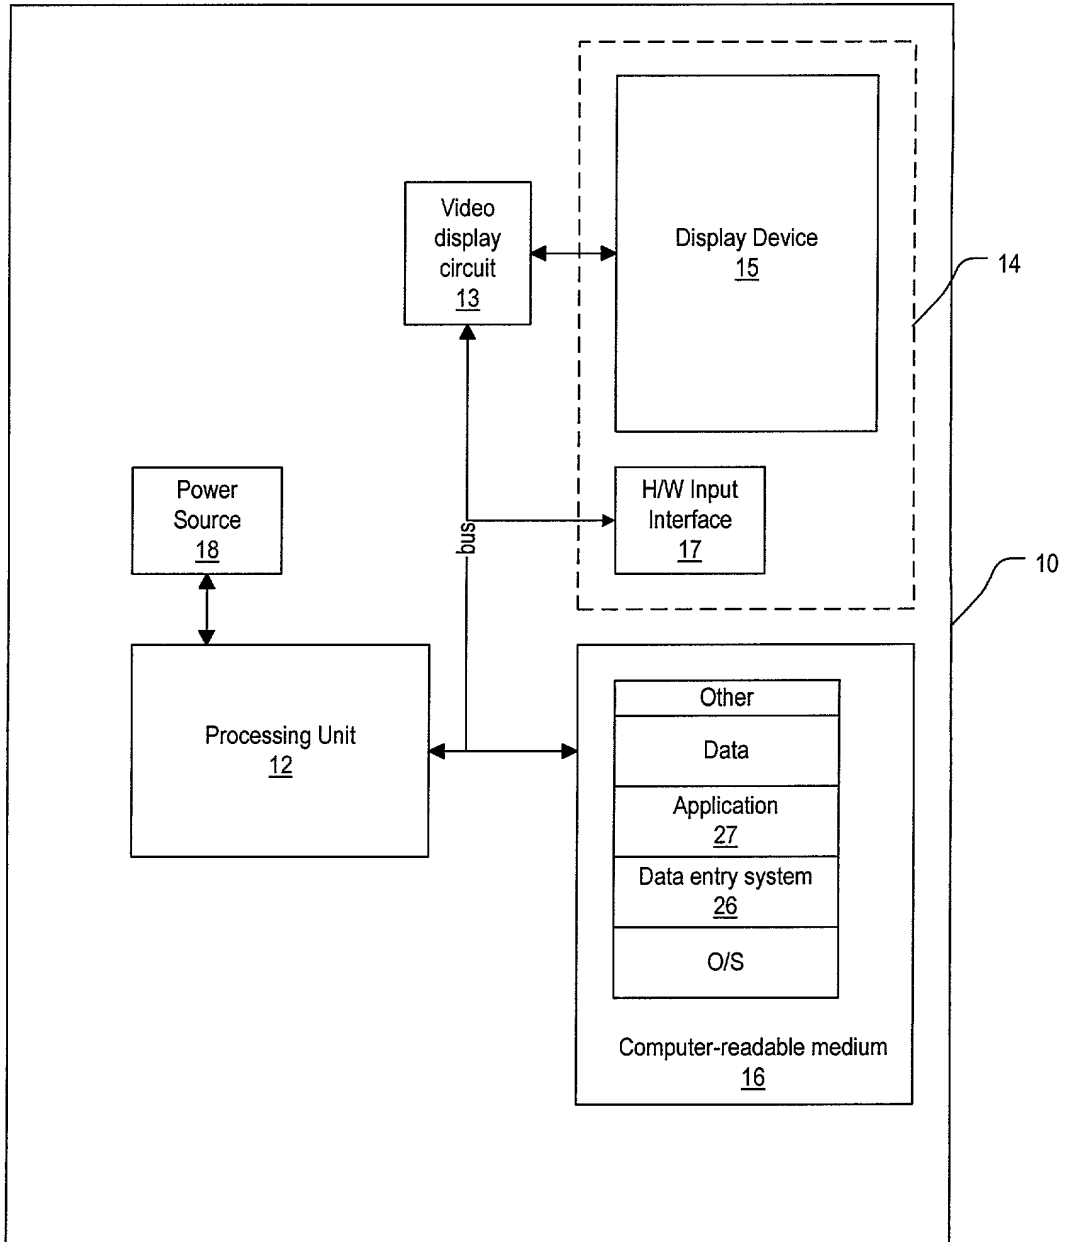 Video
display
circuit
13
Display Device
15
14
Power
Source
18
H/W Input
Interface
17
bus
10
Processing Unit
12
Other
Data
Application
27
Data entry system
26
O/S
Computer-readable medium
16